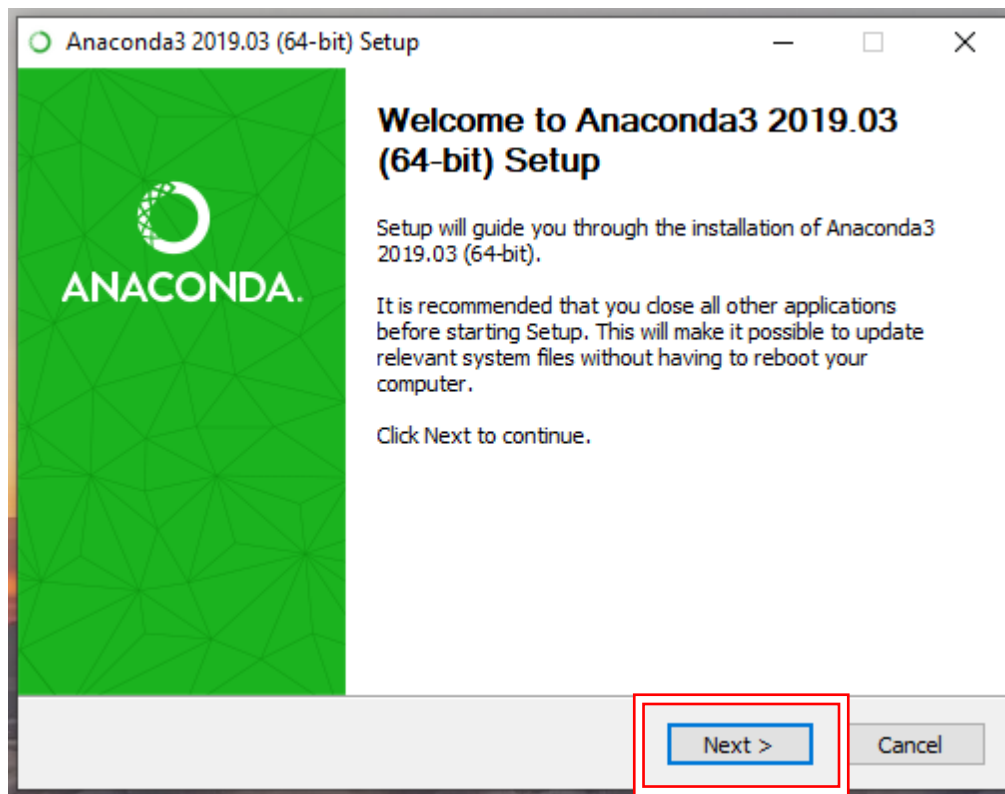 Anaconda3 2019.03 (64-bit) Setup
ANACONDA.
Welcome to Anaconda3 2019.03
(64-bit) Setup
Setup will guide you through the installation of Anaconda3
2019.03 (64-bit).
It is recommended that you close all other applications
before starting Setup. This will make it possible to update
relevant system files without having to reboot your
computer.
Click Next to continue.
Next >
Cancel